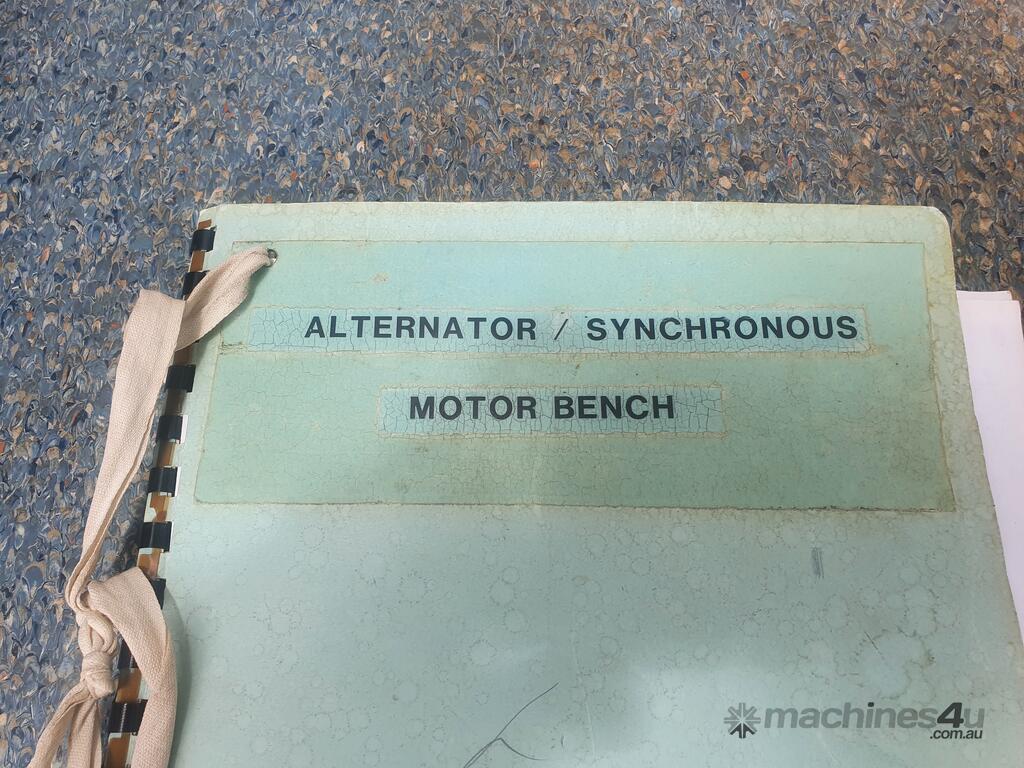 ALTERNATOR / SYNCHRONOUS
MOTOR BENCH
machines4u
.com.au